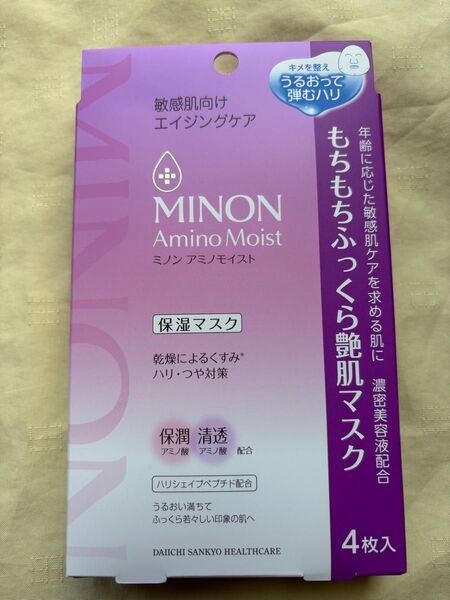 キメを整え
うるおって
弾むハリ
敏感肌向け
エイジングケア
MINON
MINON
Amino Moist
ミノン アミノモイスト
保湿マスク
乾燥によるくすみ*
ハリ・つや対策
保潤 清透
アミノ酸 アミノ酸 配合
ハリシェイプペプチド配合
うるおい満ちて
ふっくら若々しい印象の肌へ
DAIICHI SANKYO HEALTHCARE
年齢に応じた敏感肌ケアを求める肌に 濃密美容液配合
もちもちふっくら艶肌マスク
4枚入